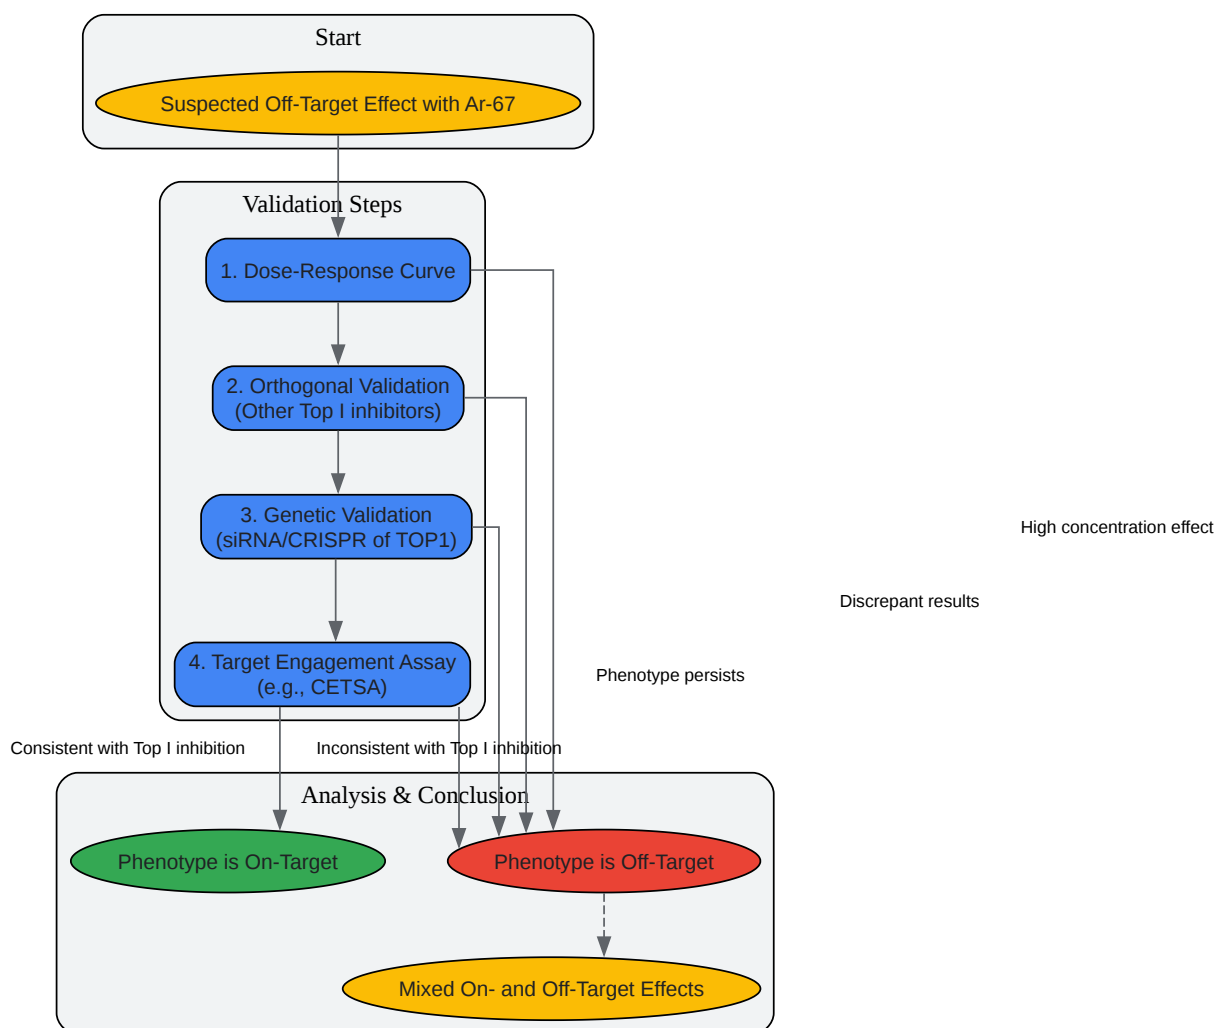 Start
Suspected Off-Target Effect with Ar-67
Validation Steps
1. Dose-Response Curve
2. Orthogonal Validation
(Other Top I inhibitors)
3. Genetic Validation
(siRNA/CRISPR of TOP1)
High concentration effect
Discrepant results
4. Target Engagement Assay
(e.g., CETSA)
Phenotype persists
Consistent with Top I inhibition
Inconsistent with Top I inhibition
Analysis & Conclusion
Phenotype is On-Target
Phenotype is Off-Target
Mixed On- and Off-Target Effects